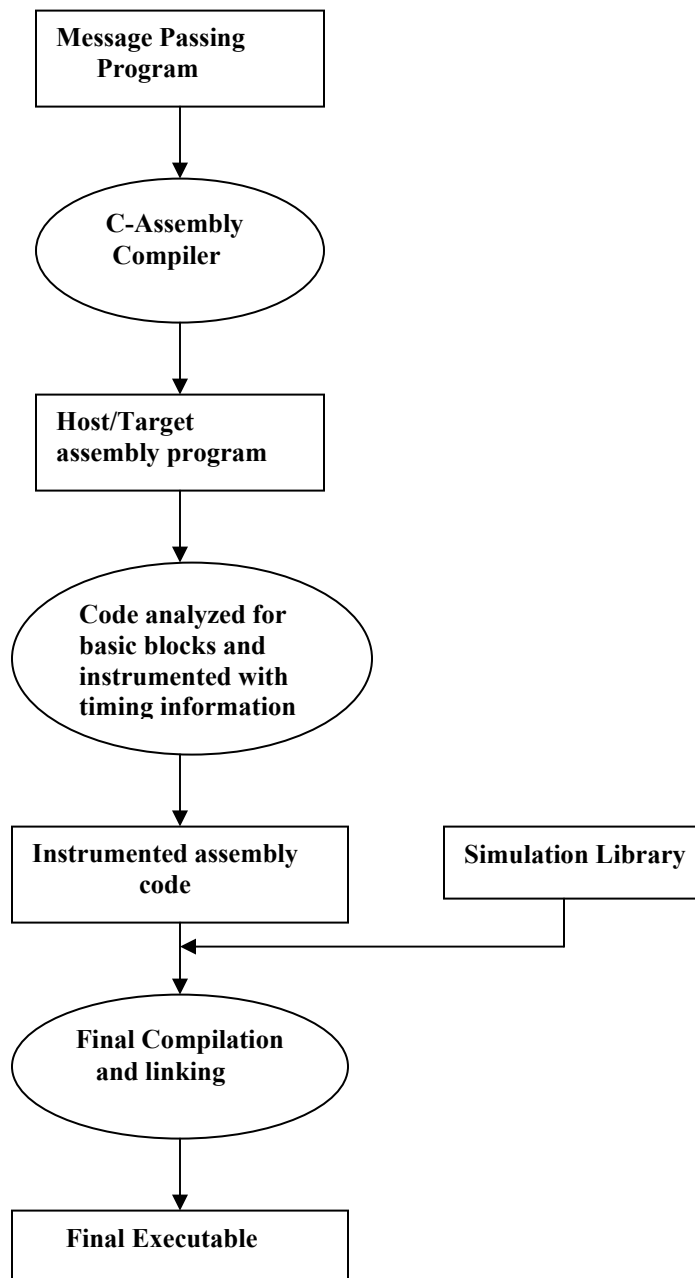 Message Passing
Program
C-Assembly
Compiler
Host/Target
assembly program
Code analyzed for
basic blocks and
instrumented with
timing information
Instrumented assembly
code
Simulation Library
Final Compilation
and linking
Final Executable